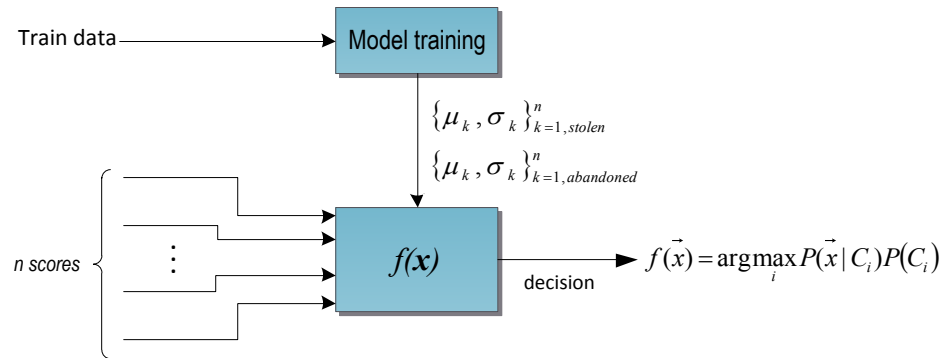 Train data
Model training
{μ_k, σ_k}^n_{k=1, stolen}
{μ_k, σ_k}^n_{k=1, abandoned}
n scores
⋮
f(x)
decision
f(x⃗) = argmax_i P(x⃗ | C_i)P(C_i)